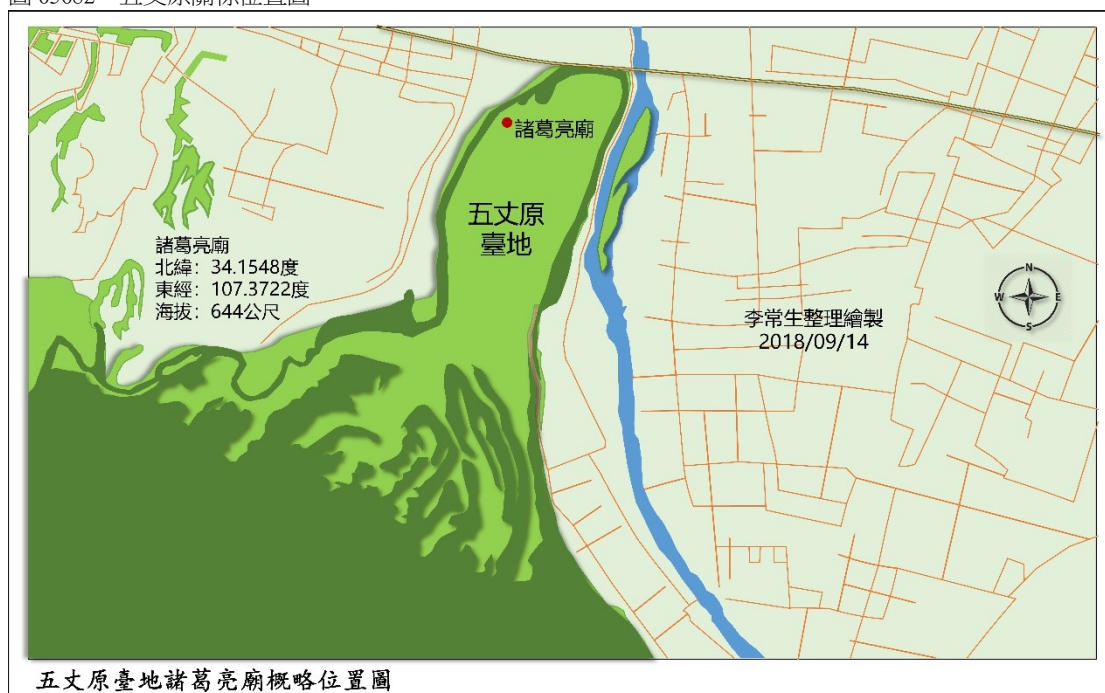 諸葛亮廟
五丈原
臺地
諸葛亮廟
北緯：34.1548度
東經：107.3722度
海拔：644公尺
N
W
E
S
李常生整理繪製
2018/09/14
五丈原臺地諸葛亮廟概略位置圖